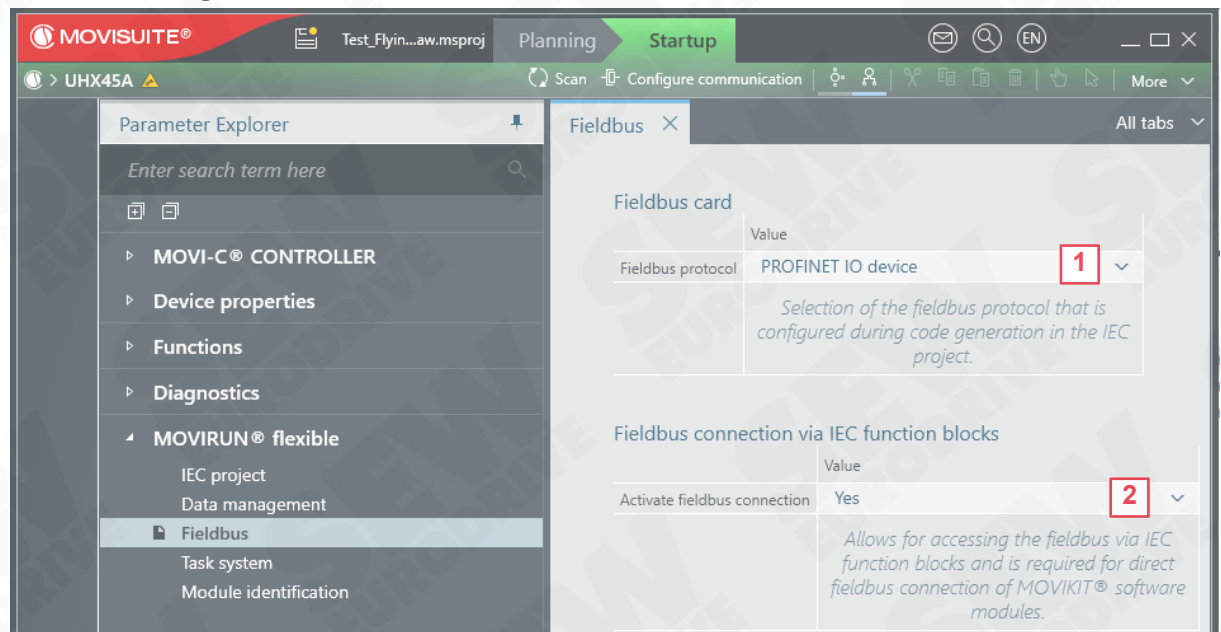 MOVISUITE®
Test_Flyin...aw.msproj
Planning
Startup
EN
> UHX45A
Scan
Configure communication
More
Parameter Explorer
Fieldbus
All tabs
Enter search term here
MOVI-C® CONTROLLER
Device properties
Functions
Diagnostics
MOVIRUN® flexible
IEC project
Data management
Fieldbus
Task system
Module identification
Fieldbus card
Value
Fieldbus protocol PROFINET IO device 1
Selection of the fieldbus protocol that is
configured during code generation in the IEC
project.
Fieldbus connection via IEC function blocks
Value
Activate fieldbus connection Yes 2
Allows for accessing the fieldbus via IEC
function blocks and is required for direct
fieldbus connection of MOVIKIT® software
modules.
SEW
EURODRIVE